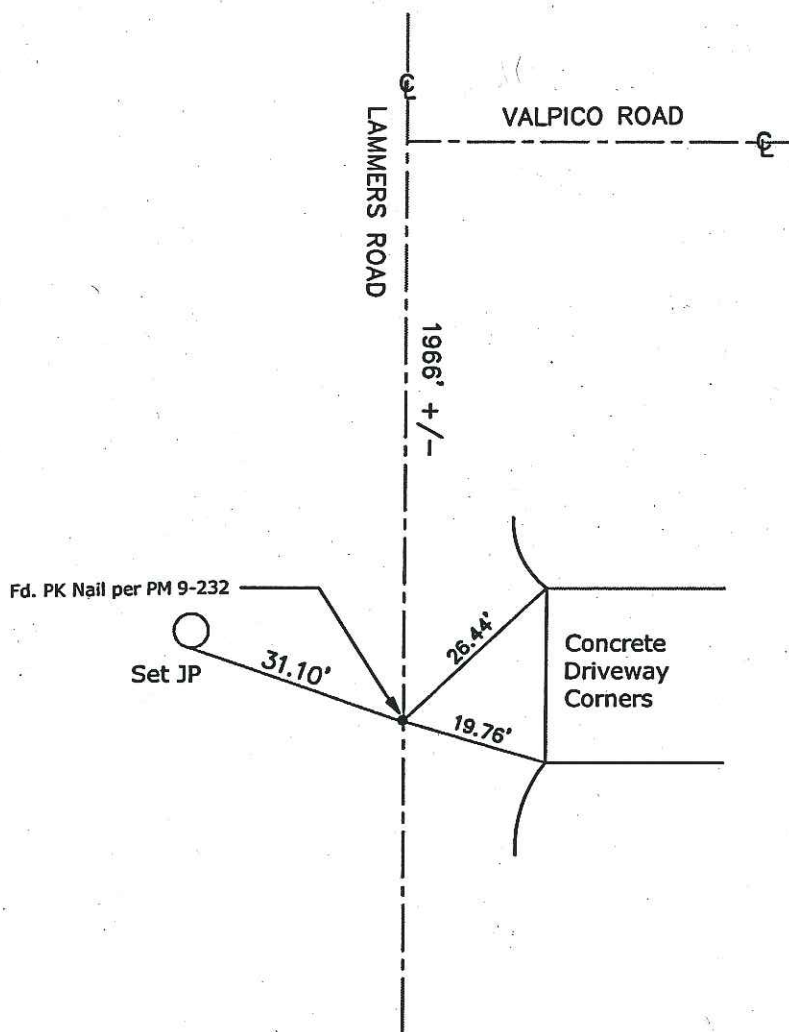 ℄
VALPICO ROAD
℄
LAMMERS ROAD
1966' +/-
Fd. PK Nail per PM 9-232
Set JP
31.10'
26.44'
19.76'
Concrete
Driveway
Corners